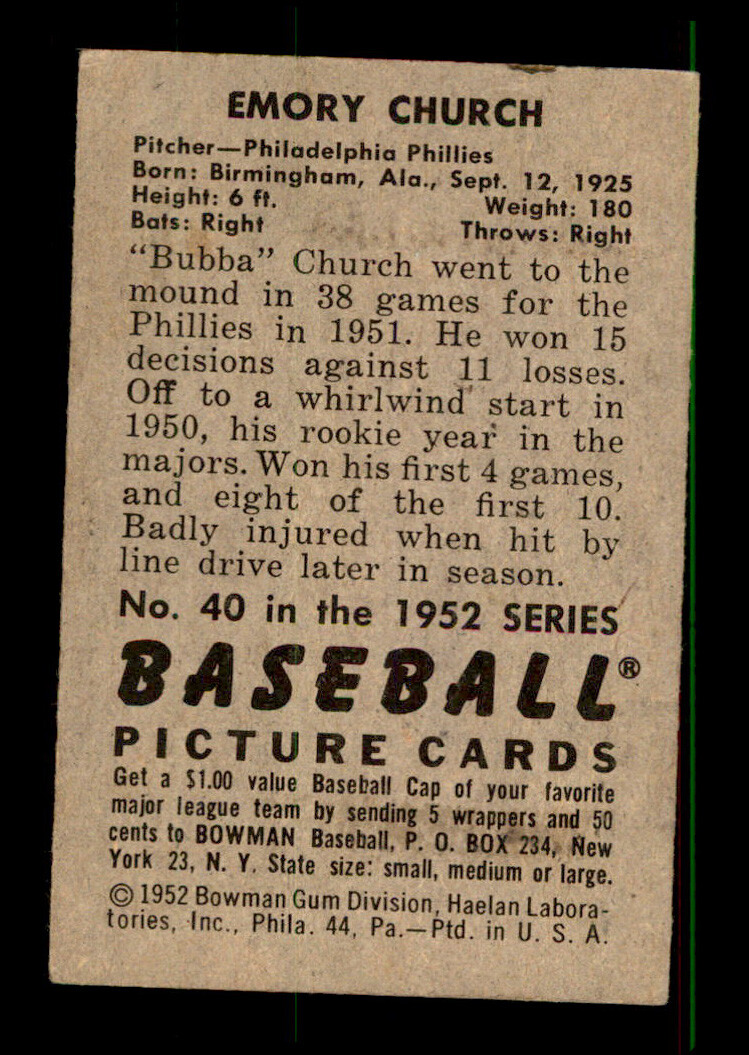 EMORY CHURCH
Pitcher—Philadelphia Phillies
Born: Birmingham, Ala., Sept. 12, 1925
Height: 6 ft. Weight: 180
Bats: Right Throws: Right
"Bubba" Church went to the
mound in 38 games for the
Phillies in 1951. He won 15
decisions against 11 losses.
Off to a whirlwind start in
1950, his rookie year in the
majors. Won his first 4 games,
and eight of the first 10.
Badly injured when hit by
line drive later in season.
No. 40 in the 1952 SERIES
BASEBALL®
PICTURE CARDS
Get a $1.00 value Baseball Cap of your favorite
major league team by sending 5 wrappers and 50
cents to BOWMAN Baseball, P. O. BOX 234, New
York 23, N. Y. State size: small, medium or large.
© 1952 Bowman Gum Division, Haelan Labora-
tories, Inc., Phila. 44, Pa.—Ptd. in U. S. A.